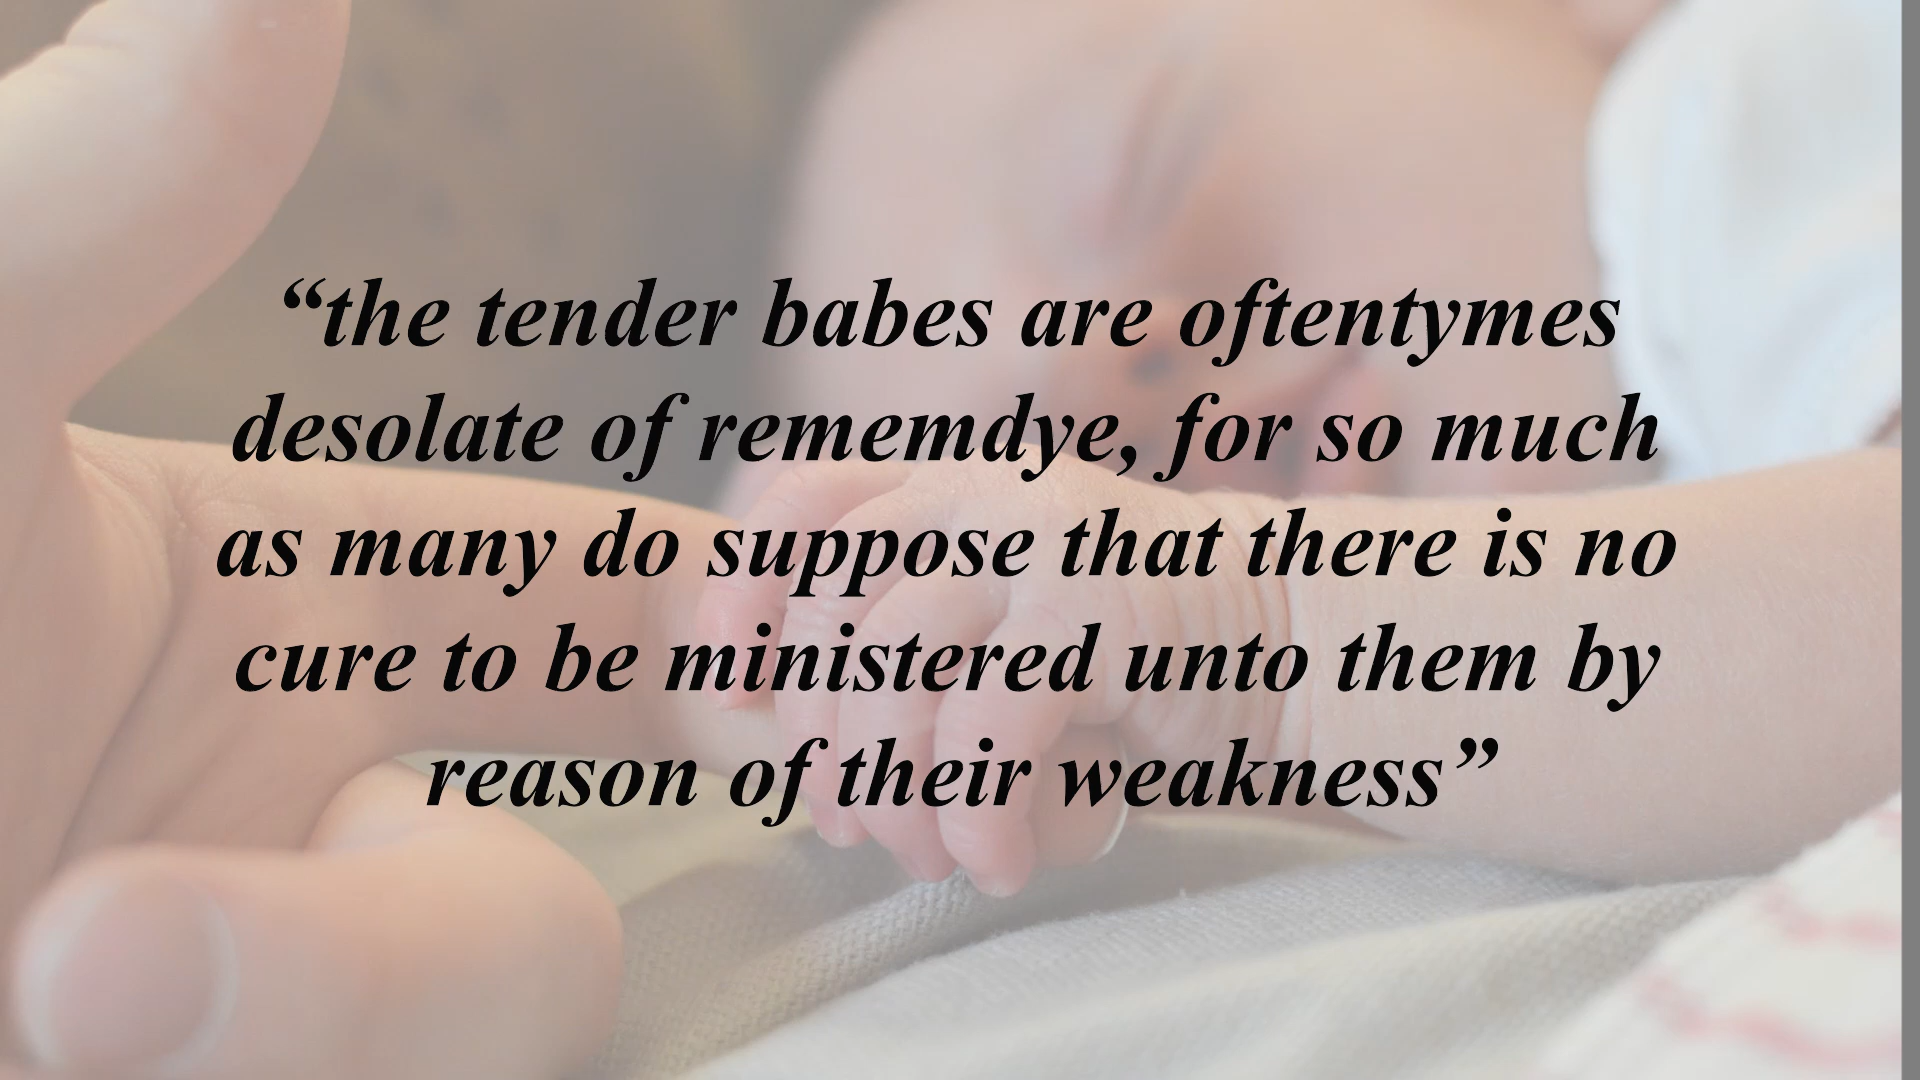 “the tender babes are oftentymes
desolate of rememdye, for so much
as many do suppose that there is no
cure to be ministered unto them by
reason of their weakness”